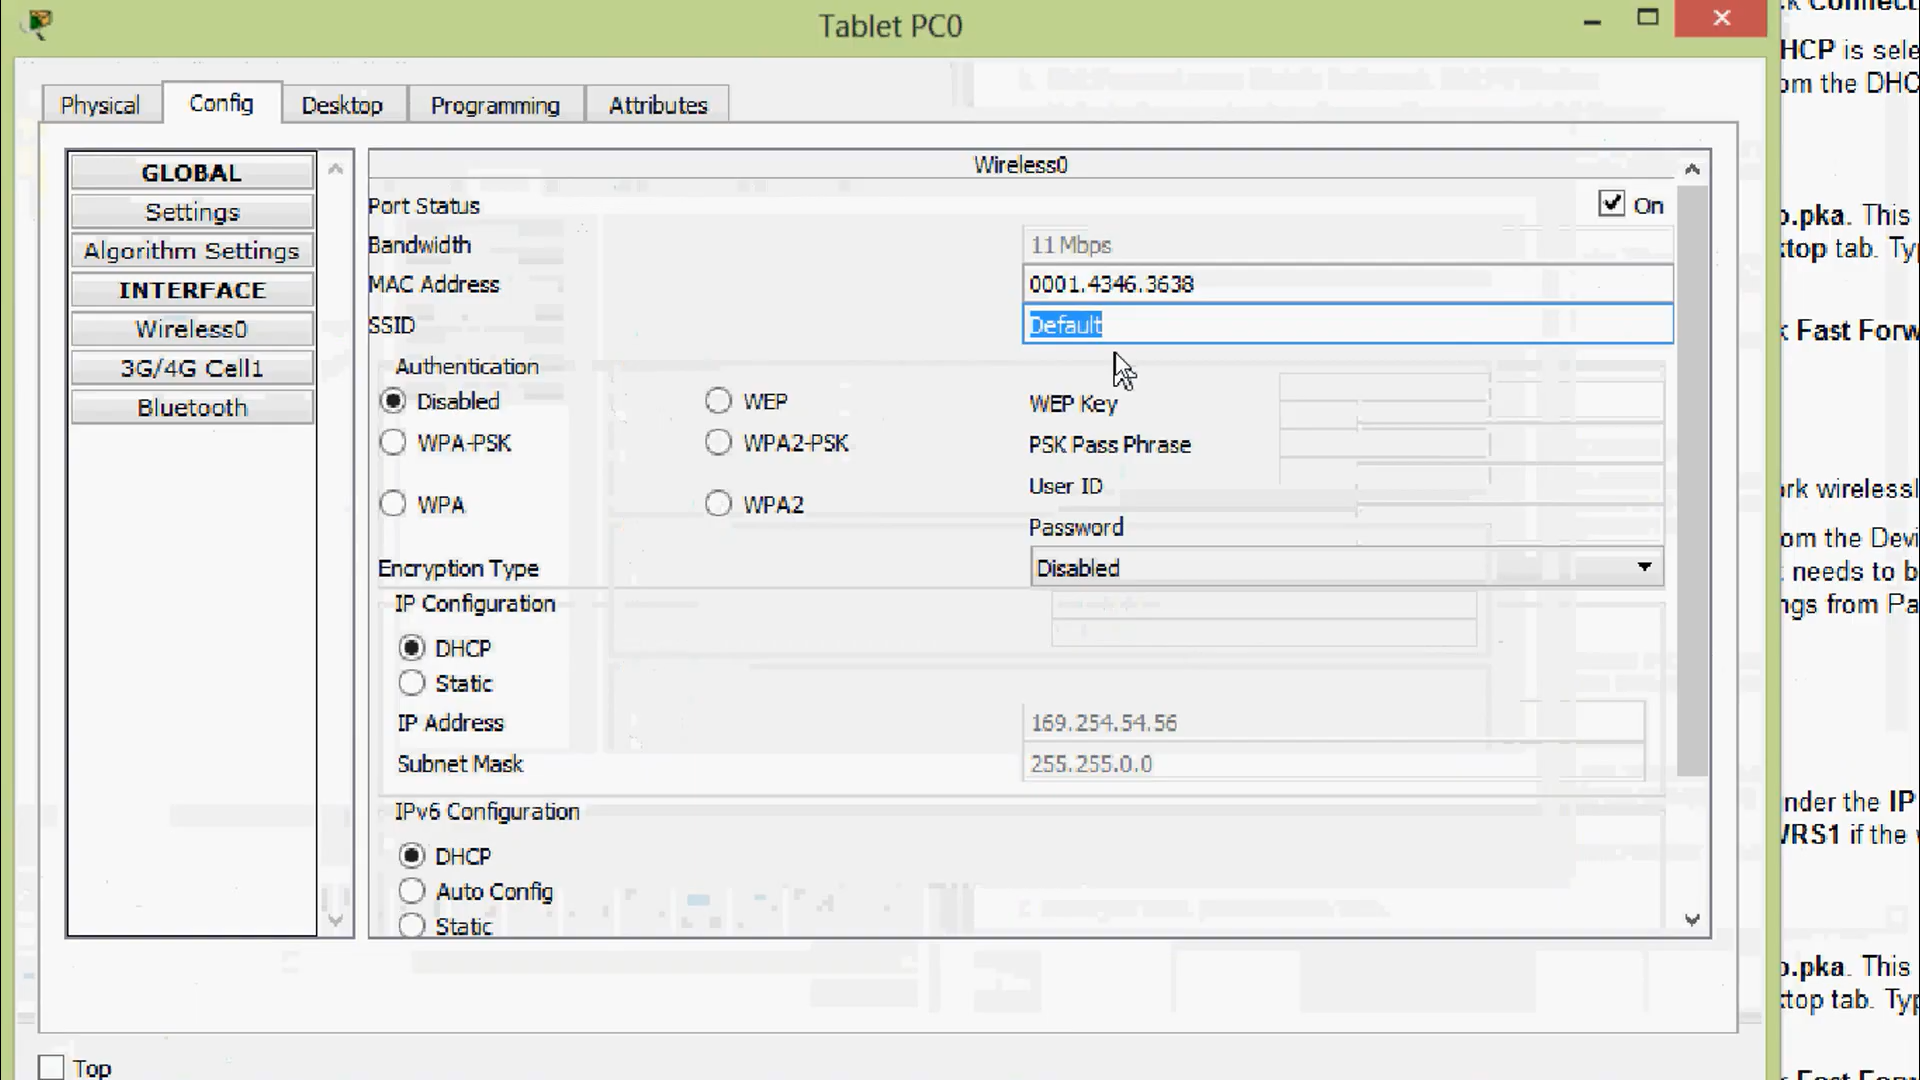 Tablet PC0
Physical
Config
Desktop
Programming
Attributes
GLOBAL
Settings
Algorithm Settings
INTERFACE
Wireless0
3G/4G Cell1
Bluetooth
Wireless0
Port Status
On
Bandwidth
11 Mbps
MAC Address
0001.4346.3638
SSID
Default
Authentication
Disabled
WEP
WEP Key
WPA-PSK
WPA2-PSK
PSK Pass Phrase
User ID
WPA
WPA2
Password
Encryption Type
Disabled
IP Configuration
DHCP
Static
IP Address
169.254.54.56
Subnet Mask
255.255.0.0
IPv6 Configuration
DHCP
Auto Config
Static
Top
HCP is sele
om the DHC
o.pka. This
ktop tab. Typ
k Fast Forw
rk wirelessl
om the Devi
needs to b
ngs from Pa
nder the IP
WRS1 if the
o.pka. This
ktop tab. Typ